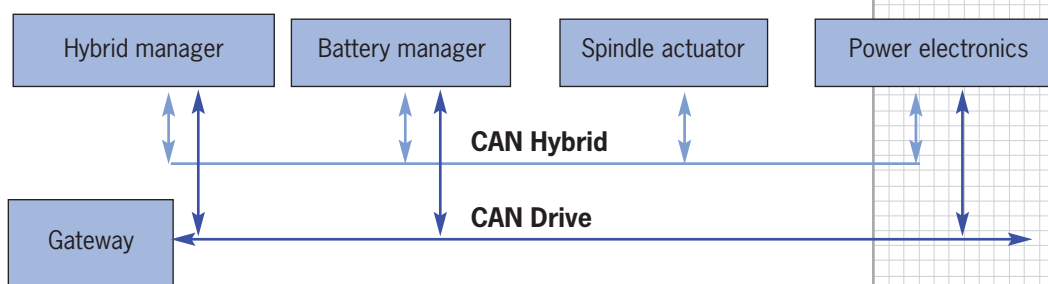 Hybrid manager
Battery manager
Spindle actuator
Power electronics
CAN Hybrid
CAN Drive
Gateway